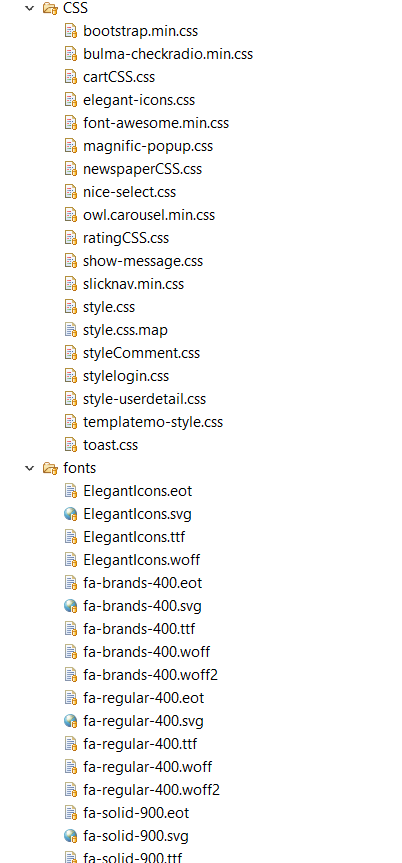 CSS
bootstrap.min.css
bulma-checkradio.min.css
cartCSS.css
elegant-icons.css
font-awesome.min.css
magnific-popup.css
newspaperCSS.css
nice-select.css
owl.carousel.min.css
ratingCSS.css
show-message.css
slicknav.min.css
style.css
style.css.map
styleComment.css
stylelogin.css
style-userdetail.css
templatemo-style.css
toast.css
fonts
ElegantIcons.eot
ElegantIcons.svg
ElegantIcons.ttf
ElegantIcons.woff
fa-brands-400.eot
fa-brands-400.svg
fa-brands-400.ttf
fa-brands-400.woff
fa-brands-400.woff2
fa-regular-400.eot
fa-regular-400.svg
fa-regular-400.ttf
fa-regular-400.woff
fa-regular-400.woff2
fa-solid-900.eot
fa-solid-900.svg
fa-solid-900.ttf